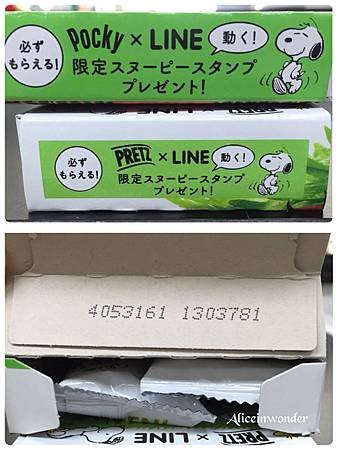 必ず
もらえる!
Pocky × LINE
動く!
限定スヌーピースタンプ
プレゼント!
必ず
もらえる!
PRETZ × LINE
動く!
限定スヌーピースタンプ
プレゼント!
4053161 1303781
Aliceinwonder
PRETZ × LINE